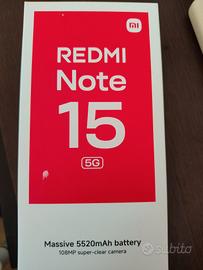 mi
REDMI
Note
15
5G
Massive 5520mAh battery
108MP super-clear camera
subito